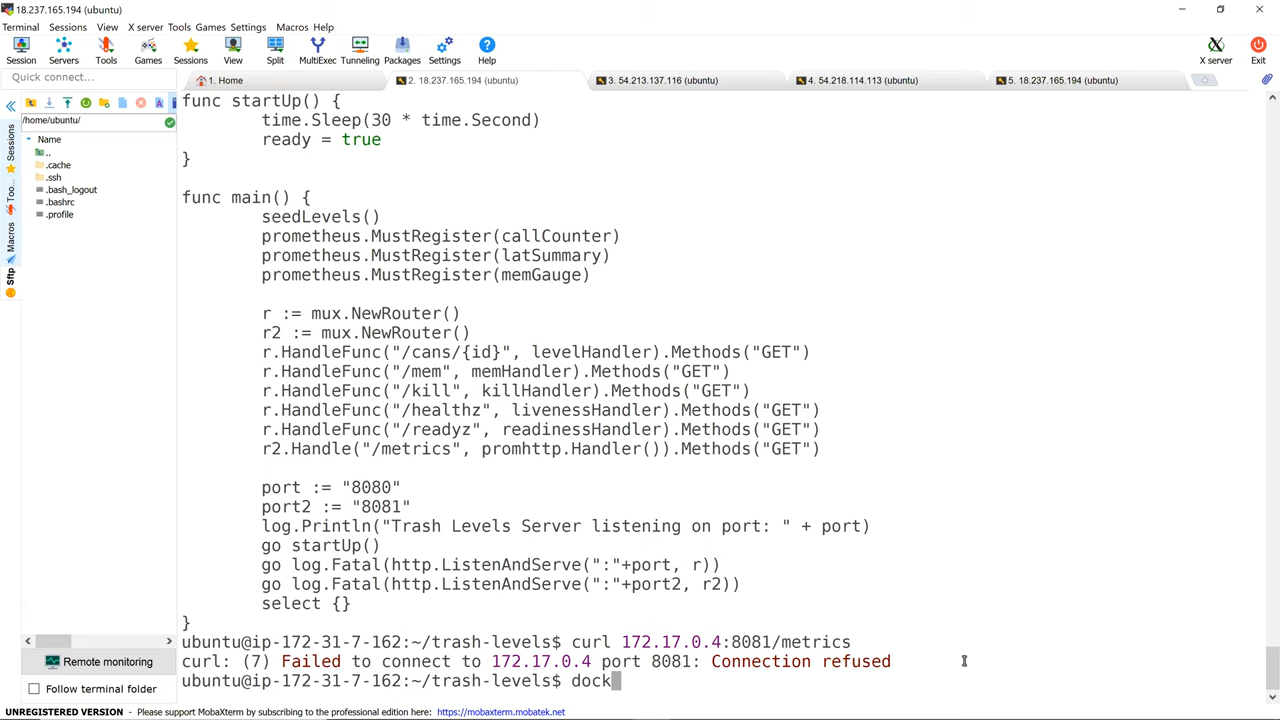 18.237.165.194 (ubuntu)
Terminal Sessions View X server Tools Games Settings Macros Help
Session Servers Tools Games Sessions View Split MultiExec Tunneling Packages Settings Help X server Exit
Quick connect...
1. Home
2. 18.237.165.194 (ubuntu)
3. 54.213.137.116 (ubuntu)
4. 54.218.114.113 (ubuntu)
5. 18.237.165.194 (ubuntu)
/home/ubuntu/
Name
..
.cache
.ssh
.bash_logout
.bashrc
.profile
Sessions
Too...
Macros
Sftp
func startUp() {
        time.Sleep(30 * time.Second)
        ready = true
}
func main() {
        seedLevels()
        prometheus.MustRegister(callCounter)
        prometheus.MustRegister(latSummary)
        prometheus.MustRegister(memGauge)
        r := mux.NewRouter()
        r2 := mux.NewRouter()
        r.HandleFunc("/cans/{id}", levelHandler).Methods("GET")
        r.HandleFunc("/mem", memHandler).Methods("GET")
        r.HandleFunc("/kill", killHandler).Methods("GET")
        r.HandleFunc("/healthz", livenessHandler).Methods("GET")
        r.HandleFunc("/readyz", readinessHandler).Methods("GET")
        r2.Handle("/metrics", promhttp.Handler()).Methods("GET")
        port := "8080"
        port2 := "8081"
        log.Println("Trash Levels Server listening on port: " + port)
        go startUp()
        go log.Fatal(http.ListenAndServe(":"+port, r))
        go log.Fatal(http.ListenAndServe(":"+port2, r2))
        select {}
}
ubuntu@ip-172-31-7-162:~/trash-levels$ curl 172.17.0.4:8081/metrics
curl: (7) Failed to connect to 172.17.0.4 port 8081: Connection refused
ubuntu@ip-172-31-7-162:~/trash-levels$ dock
Remote monitoring
Follow terminal folder
UNREGISTERED VERSION - Please support MobaXterm by subscribing to the professional edition here: https://mobaxterm.mobatek.net